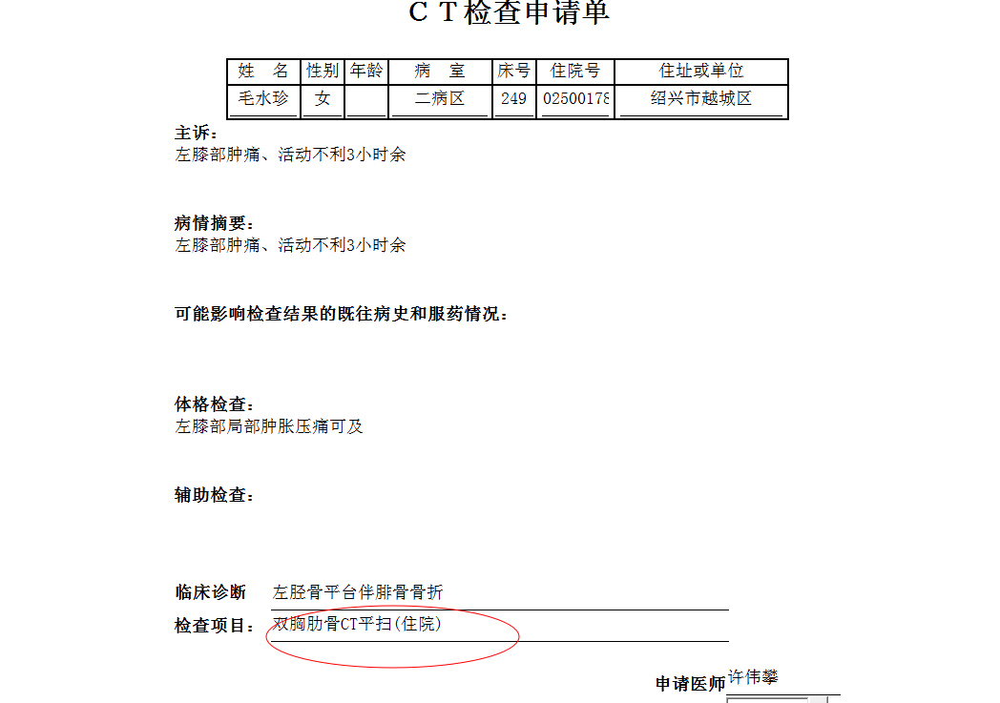 CT检查申请单
姓 名 性别 年龄 病 室 床号 住院号 住址或单位
毛水珍 女 二病区 249 02500178 绍兴市越城区
主诉：
左膝部肿痛、活动不利3小时余
病情摘要：
左膝部肿痛、活动不利3小时余
可能影响检查结果的既往病史和服药情况：
体格检查：
左膝部局部肿胀压痛可及
辅助检查：
临床诊断 左胫骨平台伴腓骨骨折
检查项目： 双胸肋骨CT平扫(住院)
申请医师 许伟攀